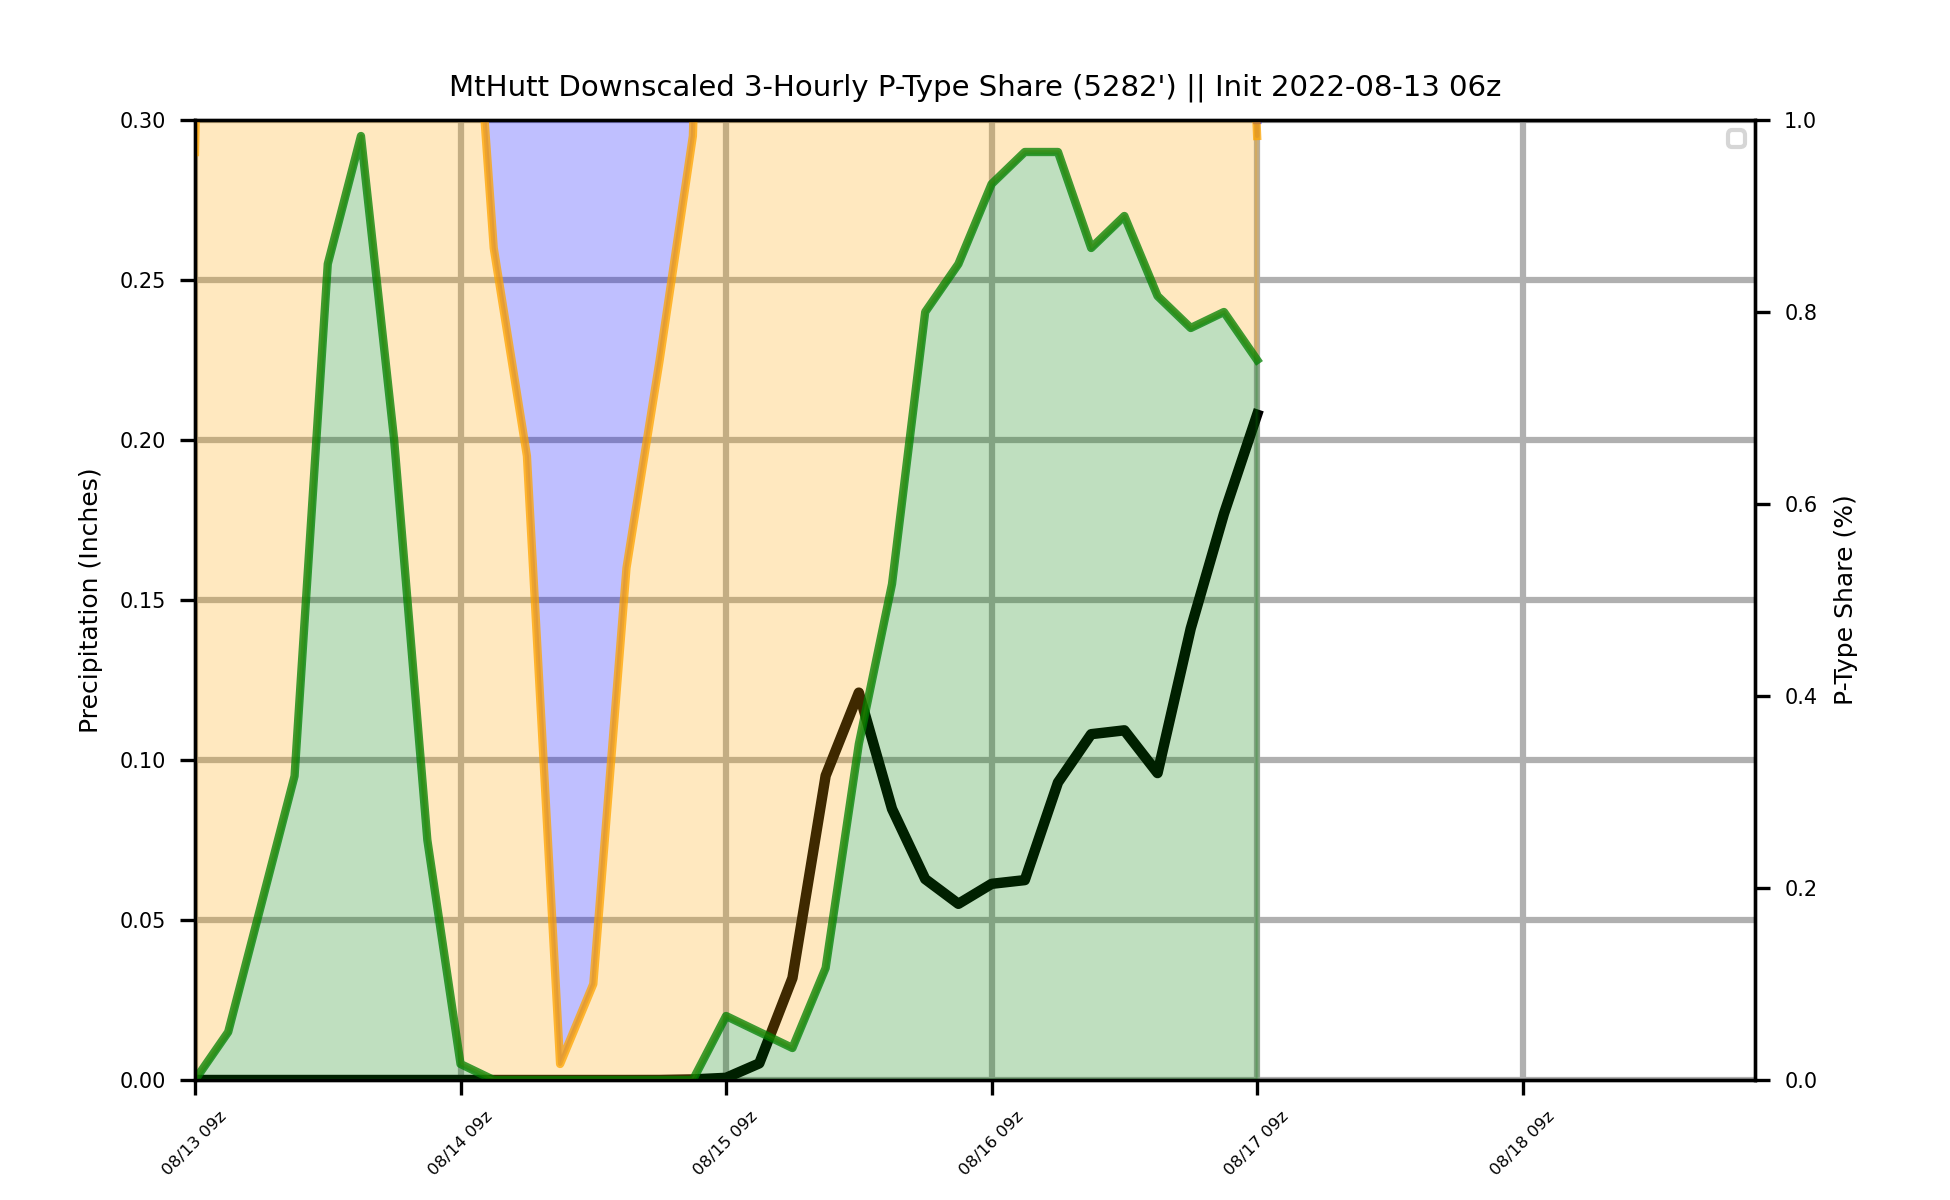 MtHutt Downscaled 3-Hourly P-Type Share (5282') || Init 2022-08-13 06z
0.30
0.25
0.20
0.15
0.10
0.05
0.00
Precipitation (Inches)
1.0
0.8
0.6
0.4
0.2
0.0
P-Type Share (%)
08/13 09z
08/14 09z
08/15 09z
08/16 09z
08/17 09z
08/18 09z